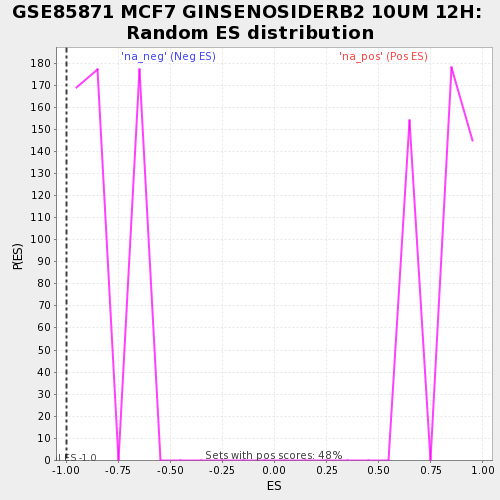 GSE85871 MCF7 GINSENOSIDERB2 10UM 12H:
Random ES distribution
'na_neg' (Neg ES)
'na_pos' (Pos ES)
180
170
160
150
140
130
120
110
100
90
80
70
60
50
40
30
20
10
0
P(ES)
Sets with pos scores: 48%
-1.00 -0.75 -0.50 -0.25 0.00 0.25 0.50 0.75 1.00
ES